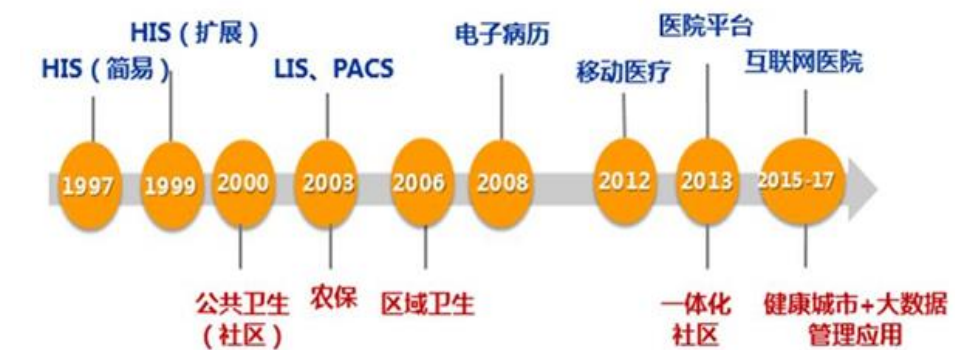 HIS（扩展）
电子病历
医院平台
HIS（简易）
LIS、PACS
移动医疗
互联网医院
1997
1999
2000
2003
2006
2008
2012
2013
2015-17
公共卫生
（社区）
农保
区域卫生
一体化
社区
健康城市+大数据
管理应用